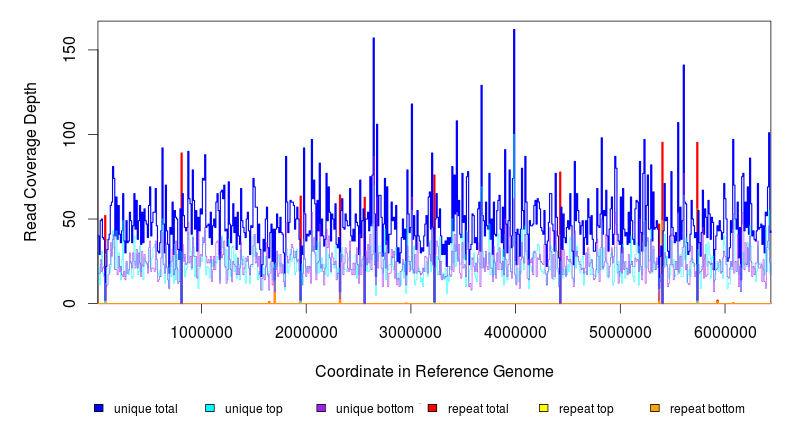 150
100
50
0
Read Coverage Depth
1000000 2000000 3000000 4000000 5000000 6000000
Coordinate in Reference Genome
unique total unique top unique bottom repeat total repeat top repeat bottom